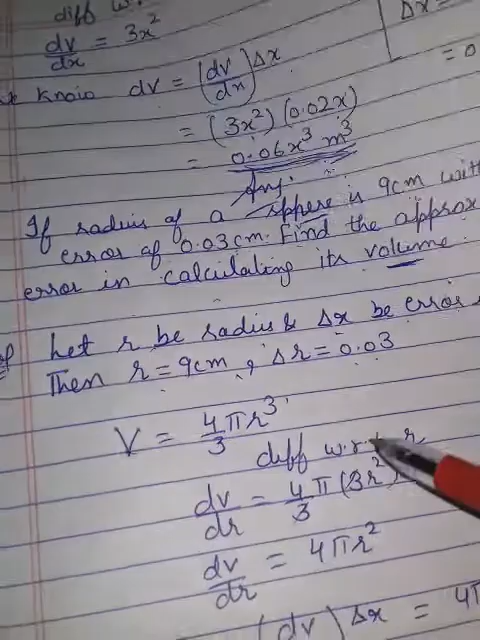 diff w.
dv/dx = 3x²
Δx =
know dv = (dv/dx) Δx
= 0
= (3x²) (0.02x)
= 0.06x³ m³
Ans.
If radius of a sphere is 9cm with
error of 0.03cm. Find the approx
error in calculating its volume.
Let r be radius & Δx be error
Then r = 9cm, Δr = 0.03
V = 4/3 πr³
diff w.r.t r
dv/dr = 4/3 π (3r²)
dv/dr = 4πr²
(dv ) Δx = 4π